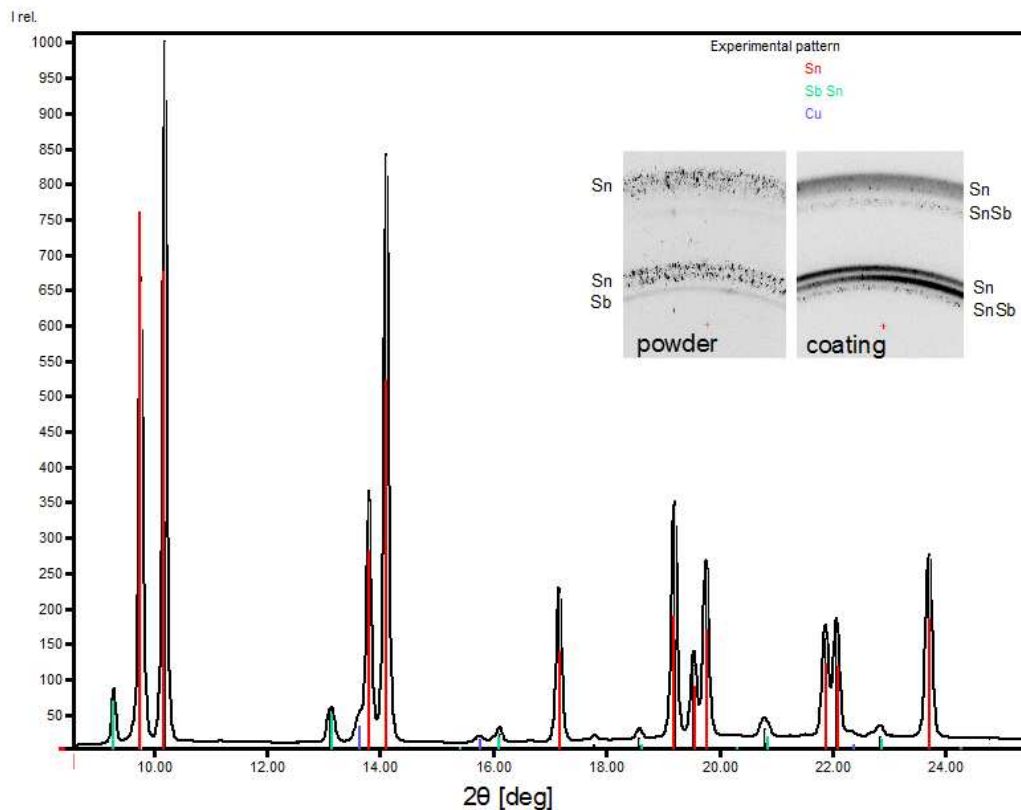 I rel.
1000
950
900
850
800
750
700
650
600
550
500
450
400
350
300
250
200
150
100
50
Experimental pattern
Sn
Sb Sn
Cu
Sn
Sn
Sb
powder
Sn
SnSb
Sn
SnSb
coating
10.00 12.00 14.00 16.00 18.00 20.00 22.00 24.00
2θ [deg]